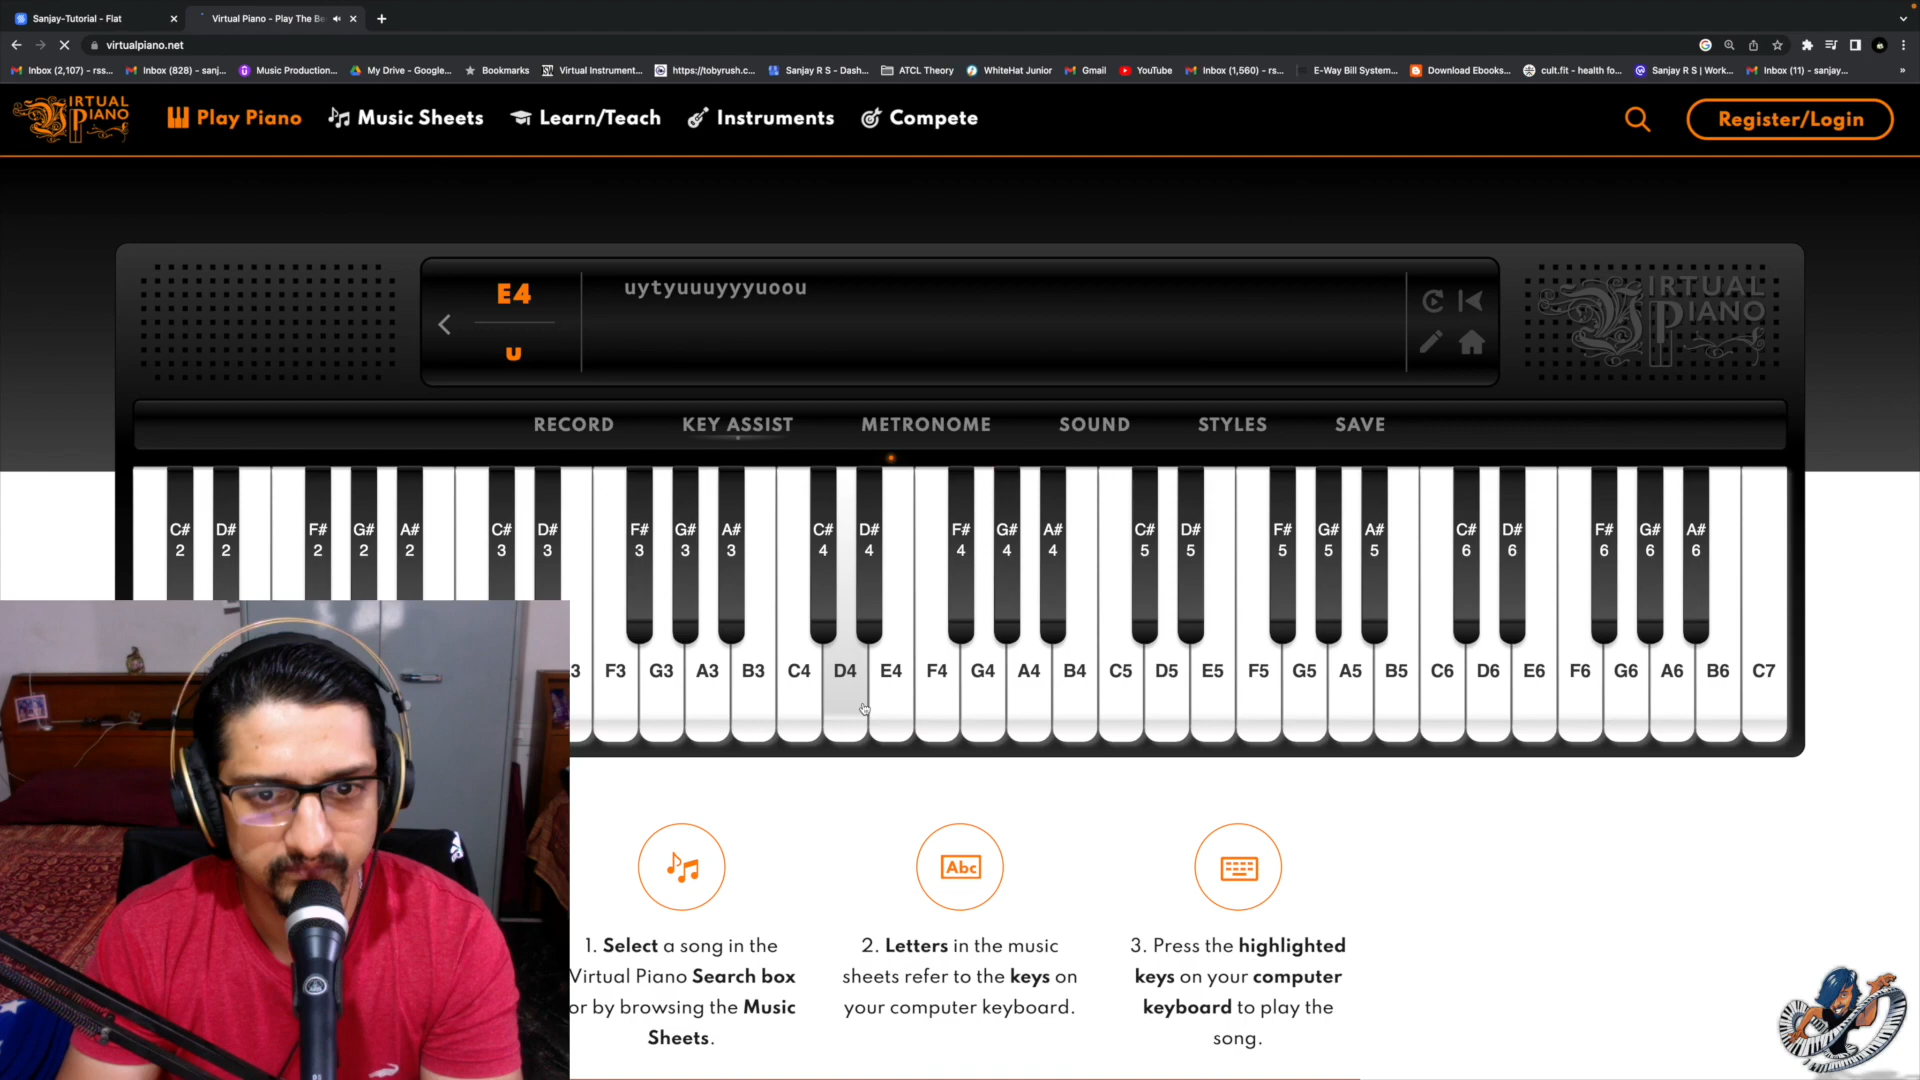 Sanjay-Tutorial - Flat
Virtual Piano - Play The Be
virtualpiano.net
Inbox (2,107) - rss...
Inbox (828) - sanj...
Music Production...
My Drive - Google...
Bookmarks
Virtual Instrument...
https://tobyrush.c...
Sanjay R S - Dash...
ATCL Theory
WhiteHat Junior
Gmail
YouTube
Inbox (1,560) - rs...
E-Way Bill System...
Download Ebooks...
cult.fit - health fo...
Sanjay R S | Work...
Inbox (11) - sanjay...
VIRTUAL PIANO
Play Piano
Music Sheets
Learn/Teach
Instruments
Compete
Register/Login
E4
u
uytyuuuyyyuoou
VIRTUAL PIANO
RECORD
KEY ASSIST
METRONOME
SOUND
STYLES
SAVE
C# 2
D# 2
F# 2
G# 2
A# 2
C# 3
D# 3
F# 3
G# 3
A# 3
C# 4
D# 4
F# 4
G# 4
A# 4
C# 5
D# 5
F# 5
G# 5
A# 5
C# 6
D# 6
F# 6
G# 6
A# 6
3 F3 G3 A3 B3 C4 D4 E4 F4 G4 A4 B4 C5 D5 E5 F5 G5 A5 B5 C6 D6 E6 F6 G6 A6 B6 C7
Abc
1. Select a song in the
Virtual Piano Search box
or by browsing the Music
Sheets.
2. Letters in the music
sheets refer to the keys on
your computer keyboard.
3. Press the highlighted
keys on your computer
keyboard to play the
song.